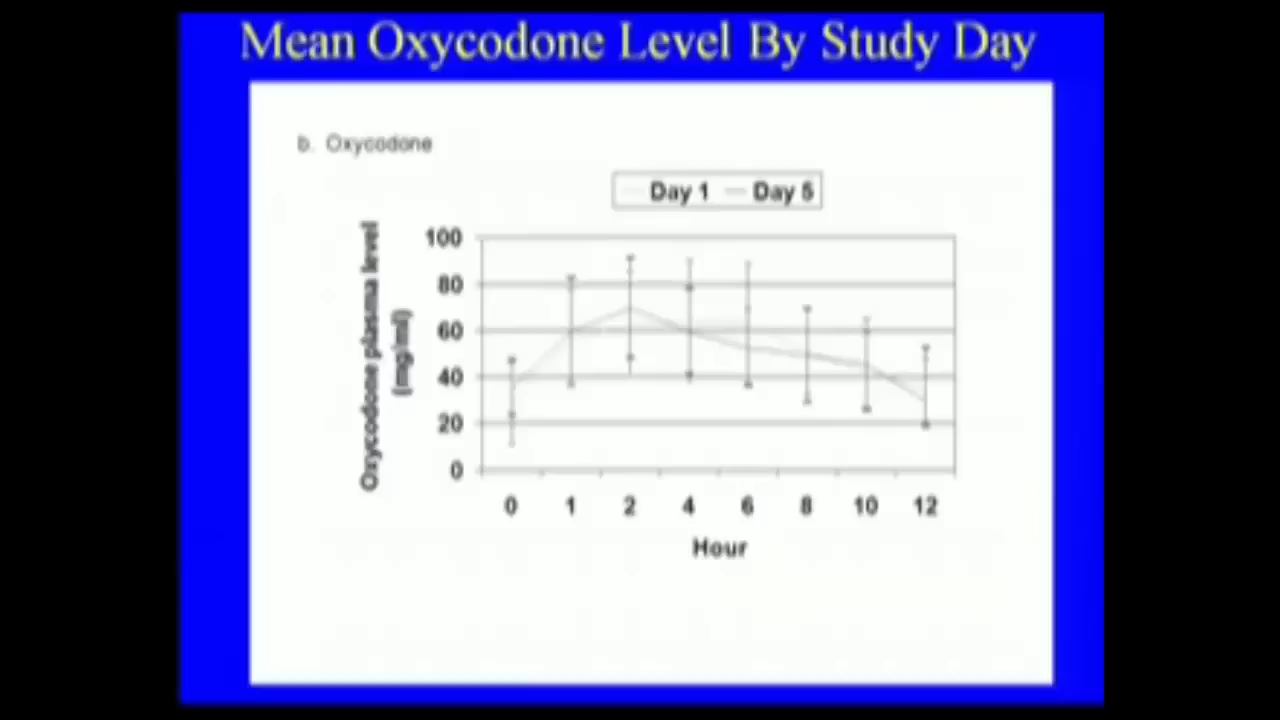 Mean Oxycodone Level By Study Day
b. Oxycodone
Day 1 Day 5
Oxycodone plasma level
(mg/ml)
100
80
60
40
20
0
0 1 2 4 6 8 10 12
Hour